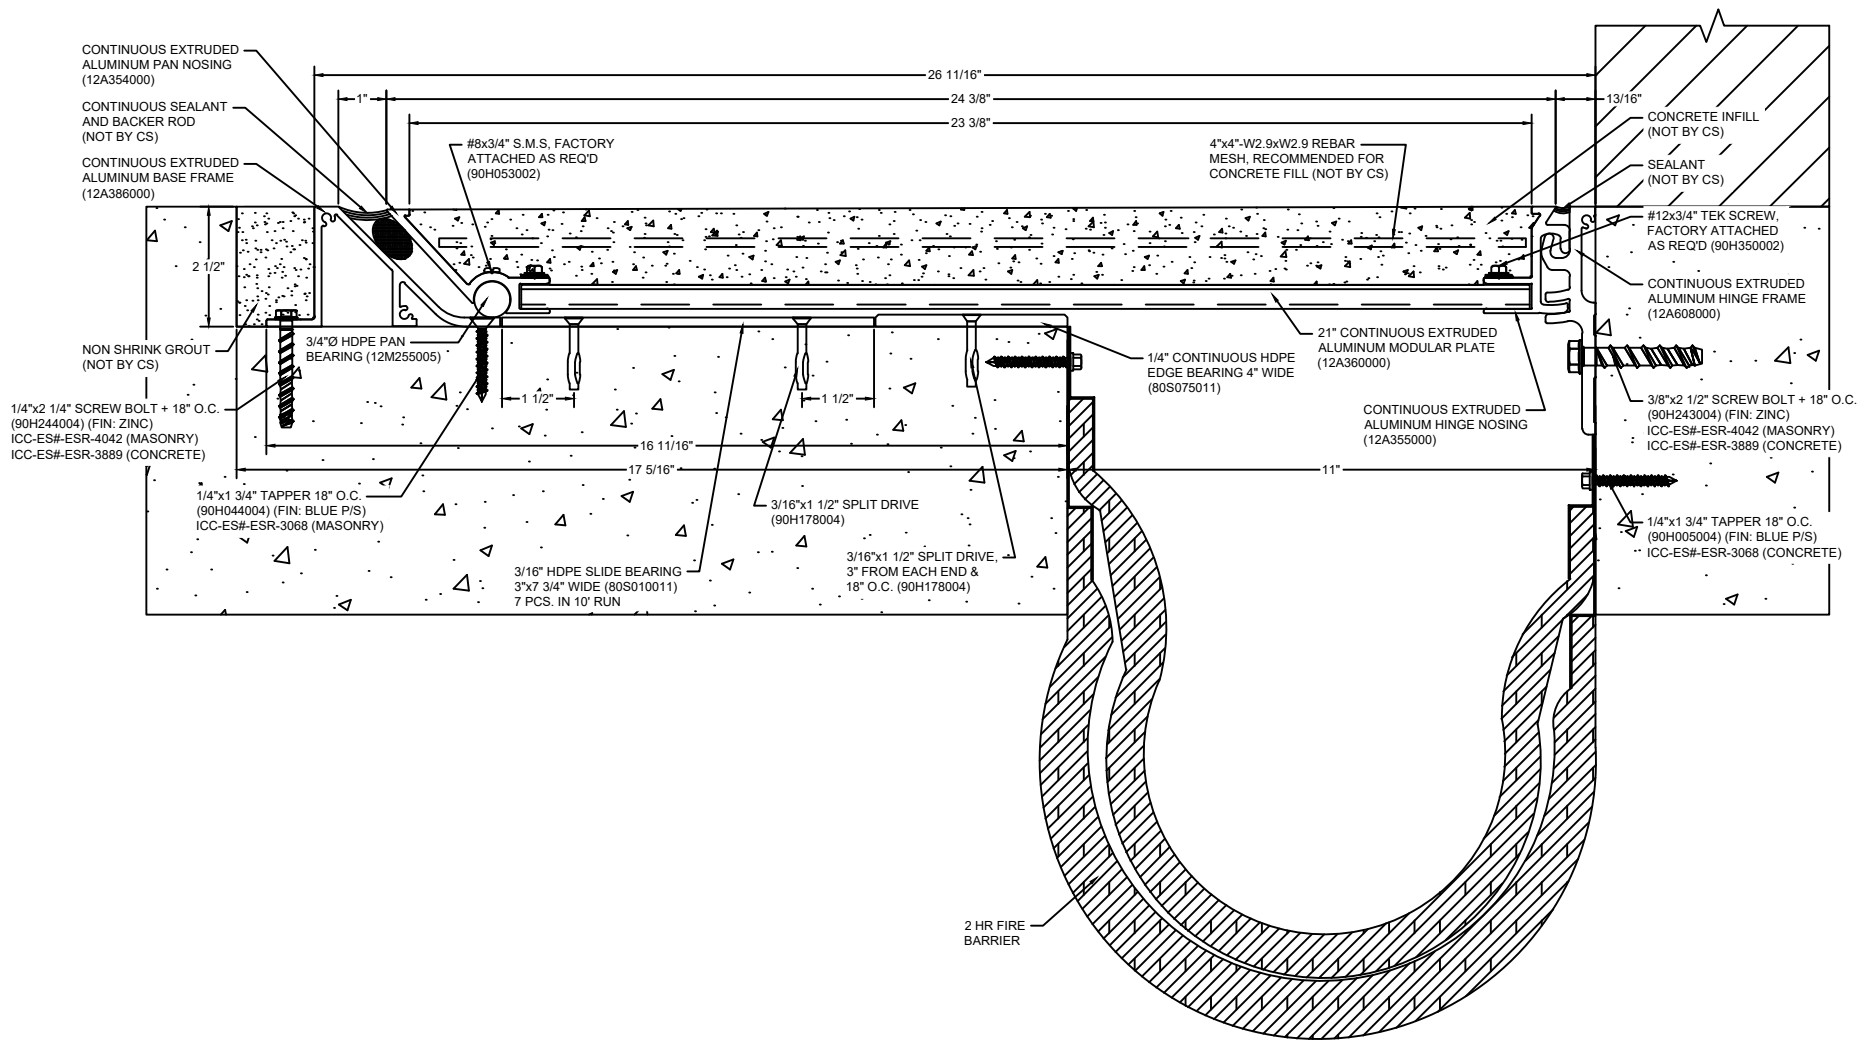 CONTINUOUS EXTRUDED
ALUMINUM PAN NOSING
(12A354000)
CONTINUOUS SEALANT
AND BACKER ROD
(NOT BY CS)
CONTINUOUS EXTRUDED
ALUMINUM BASE FRAME
(12A386000)
26 11/16"
1"
24 3/8"
13/16"
23 3/8"
#8x3/4" S.M.S, FACTORY
ATTACHED AS REQ'D
(90H053002)
4"x4"-W2.9xW2.9 REBAR
MESH, RECOMMENDED FOR
CONCRETE FILL (NOT BY CS)
CONCRETE INFILL
(NOT BY CS)
SEALANT
(NOT BY CS)
#12x3/4" TEK SCREW,
FACTORY ATTACHED
AS REQ'D (90H350002)
CONTINUOUS EXTRUDED
ALUMINUM HINGE FRAME
(12A608000)
2 1/2"
NON SHRINK GROUT
(NOT BY CS)
3/4"Ø HDPE PAN
BEARING (12M255005)
21" CONTINUOUS EXTRUDED
ALUMINUM MODULAR PLATE
(12A360000)
1/4" CONTINUOUS HDPE
EDGE BEARING 4" WIDE
(80S075011)
1/4"x2 1/4" SCREW BOLT + 18" O.C.
(90H244004) (FIN: ZINC)
ICC-ES#-ESR-4042 (MASONRY)
ICC-ES#-ESR-3889 (CONCRETE)
1 1/2"
1 1/2"
CONTINUOUS EXTRUDED
ALUMINUM HINGE NOSING
(12A355000)
3/8"x2 1/2" SCREW BOLT + 18" O.C.
(90H243004) (FIN: ZINC)
ICC-ES#-ESR-4042 (MASONRY)
ICC-ES#-ESR-3889 (CONCRETE)
16 11/16"
17 5/16"
11"
1/4"x1 3/4" TAPPER 18" O.C.
(90H044004) (FIN: BLUE P/S)
ICC-ES#-ESR-3068 (MASONRY)
3/16"x1 1/2" SPLIT DRIVE
(90H178004)
1/4"x1 3/4" TAPPER 18" O.C.
(90H005004) (FIN: BLUE P/S)
ICC-ES#-ESR-3068 (CONCRETE)
3/16" HDPE SLIDE BEARING
3"x7 3/4" WIDE (80S010011)
7 PCS. IN 10' RUN
3/16"x1 1/2" SPLIT DRIVE,
3" FROM EACH END &
18" O.C. (90H178004)
2 HR FIRE
BARRIER